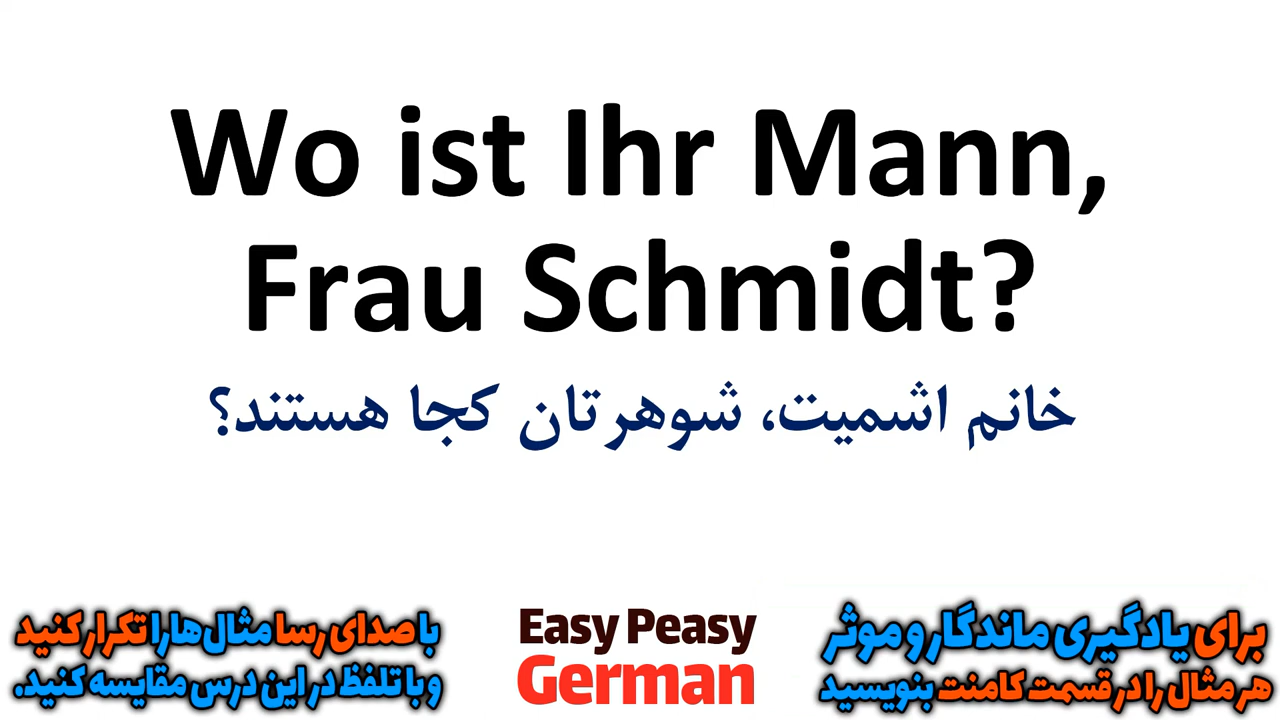 Wo ist Ihr Mann,
Frau Schmidt?
خانم اشمیت، شوهرتان کجا هستند؟
با صدای رسا مثال‌ها را تکرار کنید
و با تلفظ در این درس مقایسه کنید.
Easy Peasy
German
برای یادگیری ماندگار و موثر
هر مثال را در قسمت کامنت بنویسید